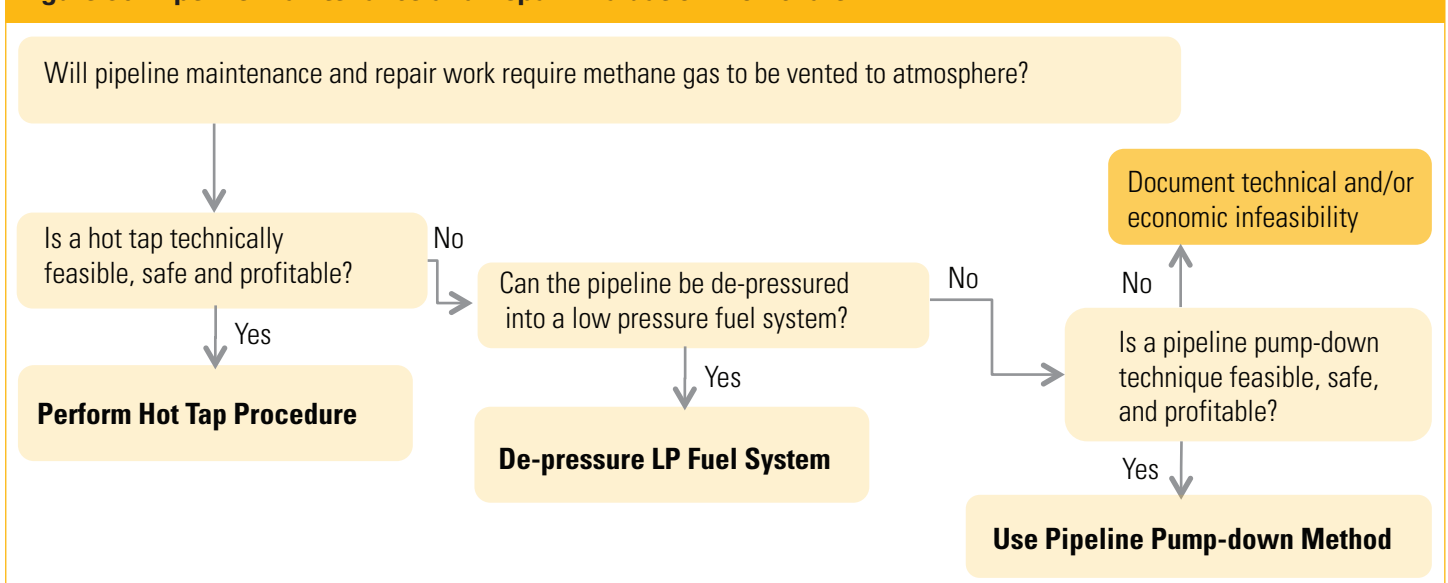 Will pipeline maintenance and repair work require methane gas to be vented to atmosphere?
Document technical and/or
economic infeasibility
Is a hot tap technically
feasible, safe and profitable?
No
Can the pipeline be de-pressured
into a low pressure fuel system?
No
No
Is a pipeline pump-down
technique feasible, safe,
and profitable?
Yes
Yes
Yes
Perform Hot Tap Procedure
De-pressure LP Fuel System
Use Pipeline Pump-down Method